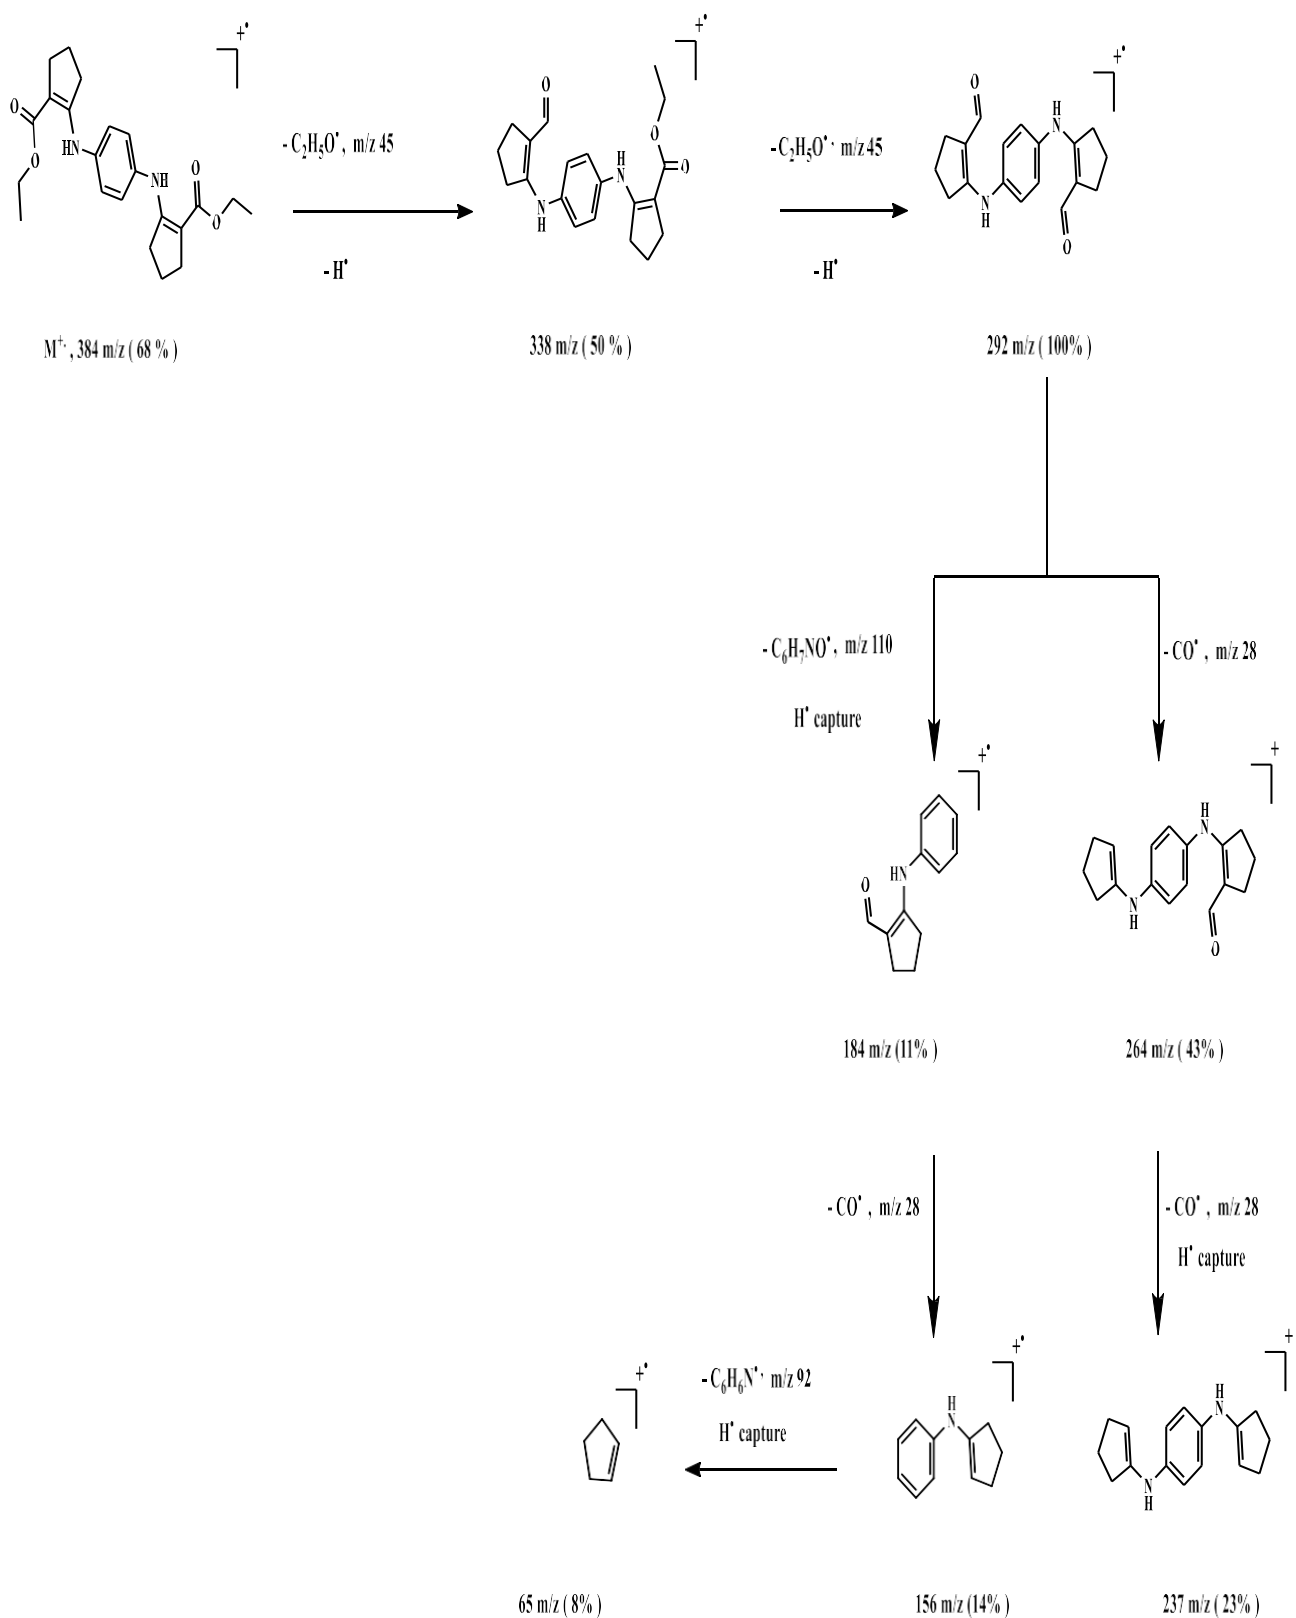 +•
+•
+•
O
O
HN
NH
O
O
- C2H5O•, m/z 45
- H•
O
O
O
H
N
N
H
-C2H5O•· m/z 45
- H•
O
H
N
N
H
O
M+· , 384 m/z ( 68 % )
338 m/z ( 50 % )
292 m/z ( 100% )
- C6H7NO•, m/z 110
H• capture
- CO• , m/z 28
+•
+
HN
O
H
N
N
H
O
184 m/z (11% )
264 m/z ( 43% )
- CO• , m/z 28
- CO• , m/z 28
H• capture
+•
- C6H6N•· m/z 92
H• capture
+•
H
N
+
H
N
N
H
65 m/z ( 8% )
156 m/z (14% )
237 m/z ( 23% )